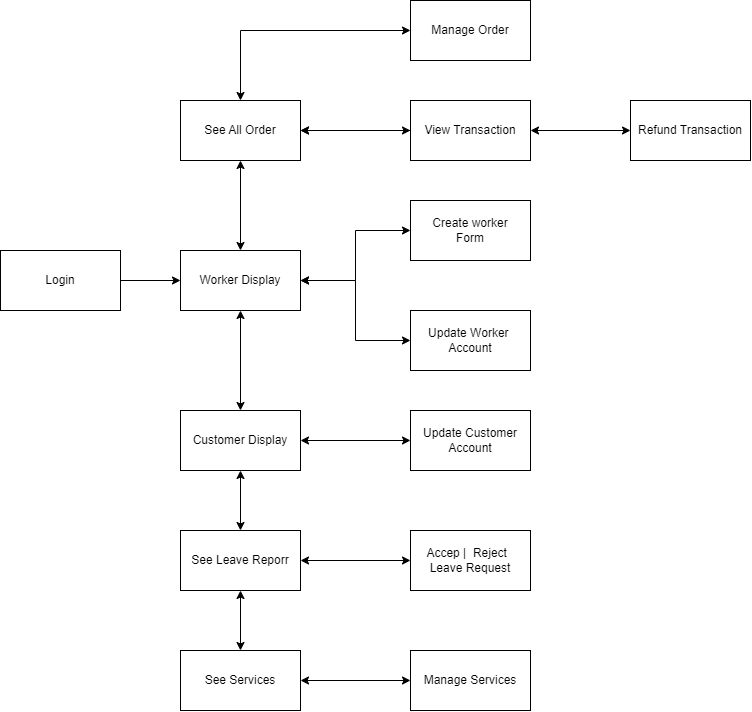 Manage Order
See All Order
View Transaction
Refund Transaction
Create worker
Form
Login
Worker Display
Update Worker
Account
Customer Display
Update Customer
Account
See Leave Reporr
Accep |  Reject
Leave Request
See Services
Manage Services